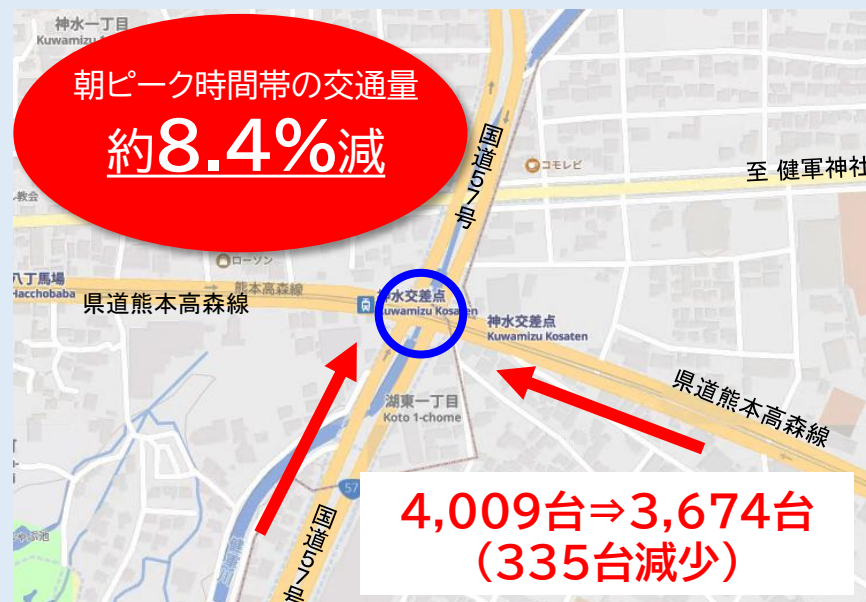 神水一丁目
Kuwamizu
朝ピーク時間帯の交通量
約8.4%減
国道57号
コモレビ
至 健軍神社
教会
ローソン
八丁馬場
Hacchobaba
県道熊本高森線
熊本高森線
神水交差点
Kuwamizu Kosaten
神水交差点
Kuwamizu Kosaten
湖東一丁目
Koto 1-chome
県道熊本高森線
57
国道57号
健軍川
4,009台⇒3,674台
（335台減少）